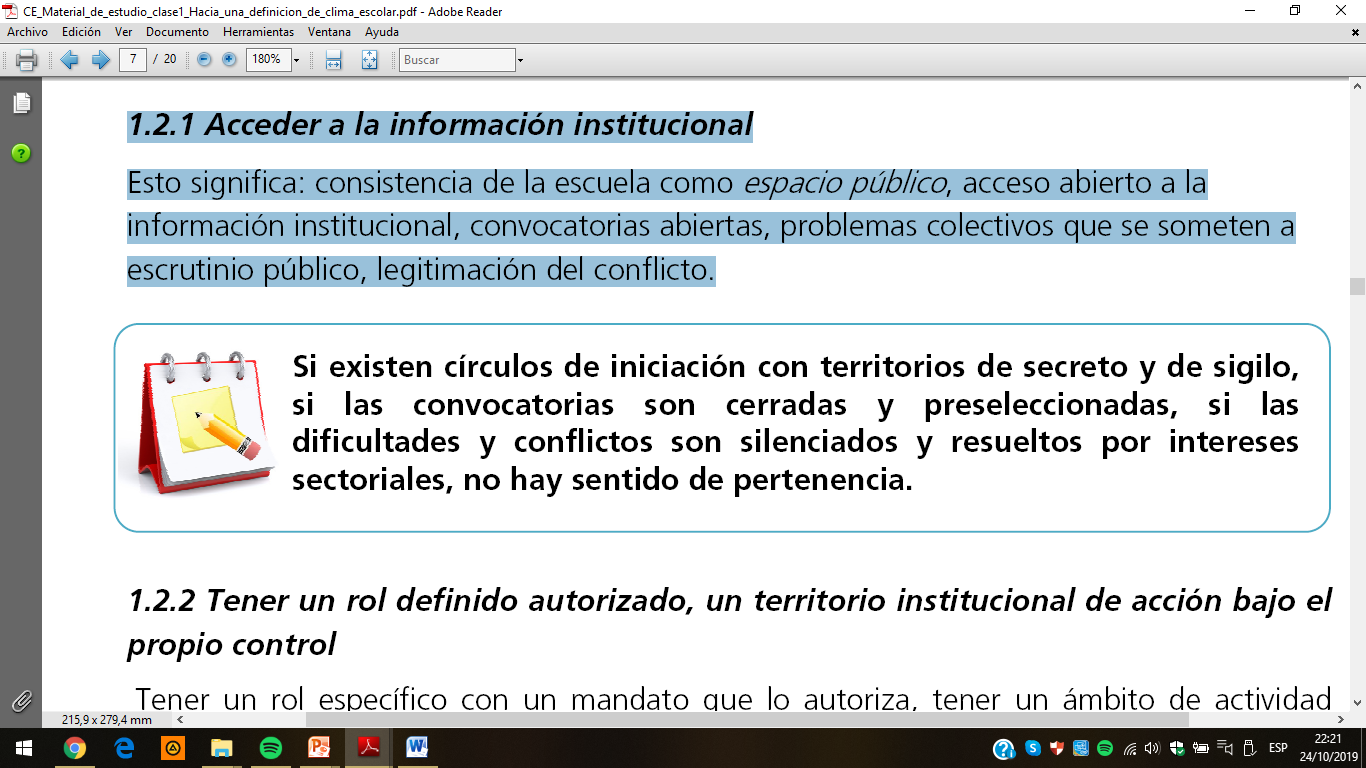 CE_Material_de_estudio_clase1_Hacia_una_definicion_de_clima_escolar.pdf - Adobe Reader
Archivo Edición Ver Documento Herramientas Ventana Ayuda
7 / 20 180% Buscar
1.2.1 Acceder a la información institucional
Esto significa: consistencia de la escuela como espacio público, acceso abierto a la
información institucional, convocatorias abiertas, problemas colectivos que se someten a
escrutinio público, legitimación del conflicto.
Si existen círculos de iniciación con territorios de secreto y de sigilo,
si las convocatorias son cerradas y preseleccionadas, si las
dificultades y conflictos son silenciados y resueltos por intereses
sectoriales, no hay sentido de pertenencia.
1.2.2 Tener un rol definido autorizado, un territorio institucional de acción bajo el
propio control
Tener un rol específico con un mandato que lo autoriza, tener un ámbito de actividad
215,9 x 279,4 mm
ESP
22:21
24/10/2019